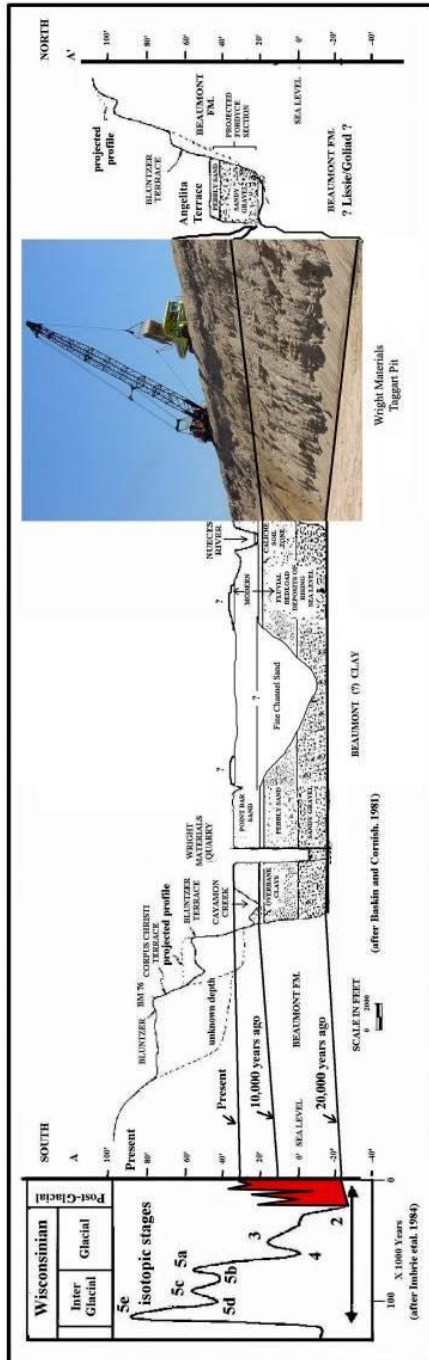 Wisconsinian
Inter
Glacial
Glacial
Post-Glacial
isotopic stages
5e
5d
5c
5b
5a
4
3
2
100
0
X 1000 Years
(after Imbrie etal. 1984)
SOUTH
A
Present
100'
80'
60'
40'
20'
0'
-20'
-40'
SEA LEVEL
BLUNTZER
BM 76
CORPUS CHRISTI
TERRACE
projected profile
BLUNTZER
TERRACE
unknown depth
Present
10,000 years ago
BEAUMONT FM.
20,000 years ago
SCALE IN FEET
0 2000
(after Baskin and Cornish. 1981)
WRIGHT
MATERIALS
QUARRY
CAYAMON
CREEK
OVERBANK
CLAYS
POINT BAR
SAND
PEBBLY SAND
SANDY GRAVEL
?
?
?
Fine Channel Sand
BEAUMONT (?) CLAY
MODERN
FLUVIAL
BEDLOAD
DEPOSITS ON
RISING
SEA LEVEL
NUECES
RIVER
CALICHE
SOIL
ZONE
Wright Materials
Taggart Pit
Angelita
Terrace
PEBBLY SAND
SANDY
GRAVEL
BLUNTZER
TERRACE
projected
profile
BEAUMONT
FM.
PROJECTED
FORDYCE
SECTION
SEA LEVEL
BEAUMONT FM.
? Lissie/Goliad ?
NORTH
A'
100'
80'
60'
40'
20'
0'
-20'
-40'